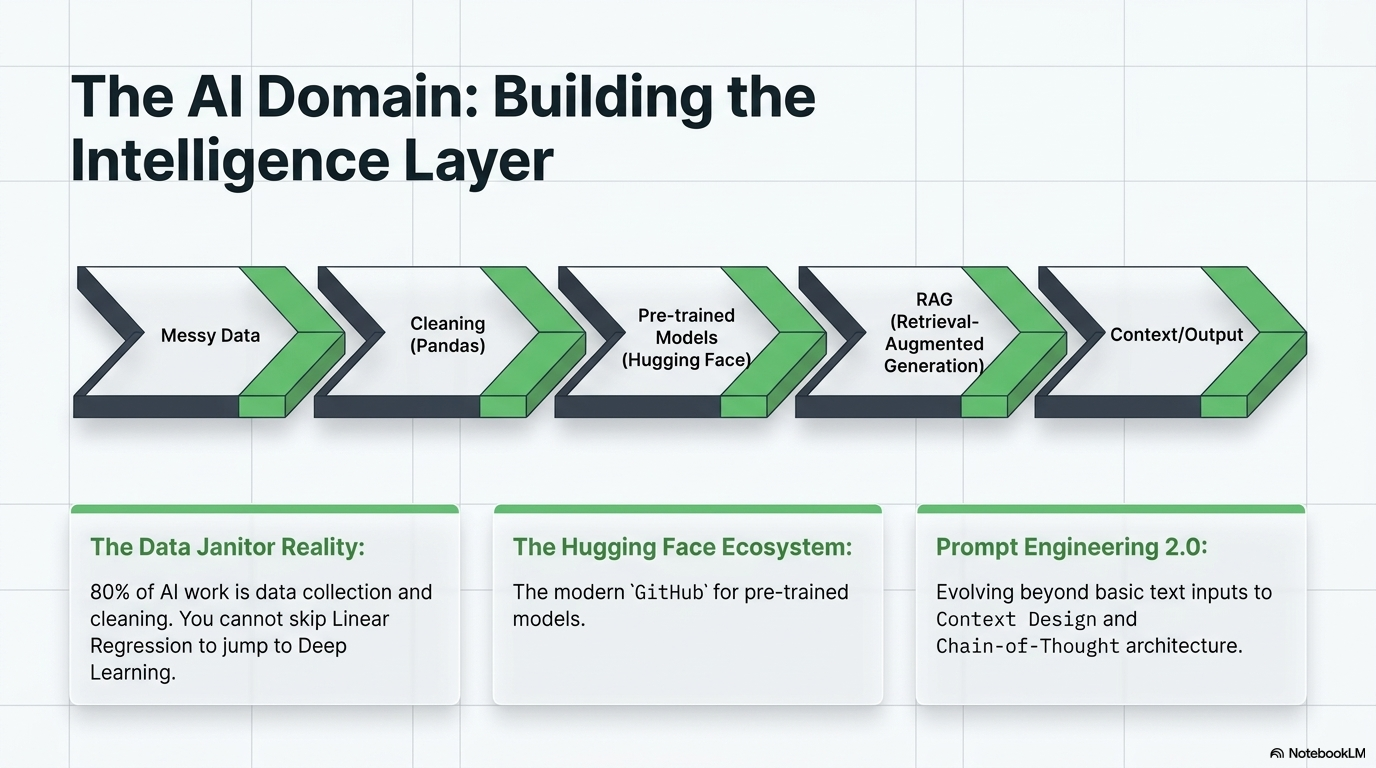 The AI Domain: Building the
Intelligence Layer
Messy Data
Cleaning
(Pandas)
Pre-trained
Models
(Hugging Face)
RAG
(Retrieval-
Augmented
Generation)
Context/Output
The Data Janitor Reality:
80% of AI work is data collection and
cleaning. You cannot skip Linear
Regression to jump to Deep
Learning.
The Hugging Face Ecosystem:
The modern `GitHub` for pre-trained
models.
Prompt Engineering 2.0:
Evolving beyond basic text inputs to
Context Design and
Chain-of-Thought architecture.
NotebookLM